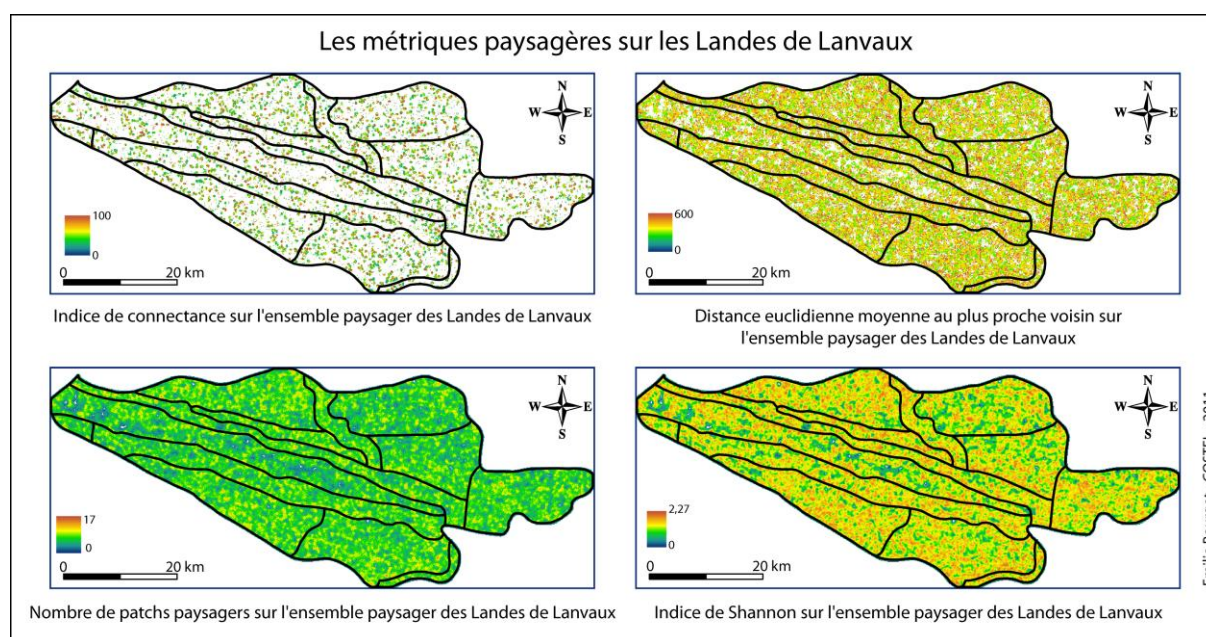 Les métriques paysagères sur les Landes de Lanvaux
N
W E
S
100
0
0 20 km
Indice de connectance sur l'ensemble paysager des Landes de Lanvaux
N
W E
S
600
0
0 20 km
Distance euclidienne moyenne au plus proche voisin sur
l'ensemble paysager des Landes de Lanvaux
N
W E
S
17
0
0 20 km
Nombre de patchs paysagers sur l'ensemble paysager des Landes de Lanvaux
N
W E
S
2,27
0
0 20 km
Indice de Shannon sur l'ensemble paysager des Landes de Lanvaux